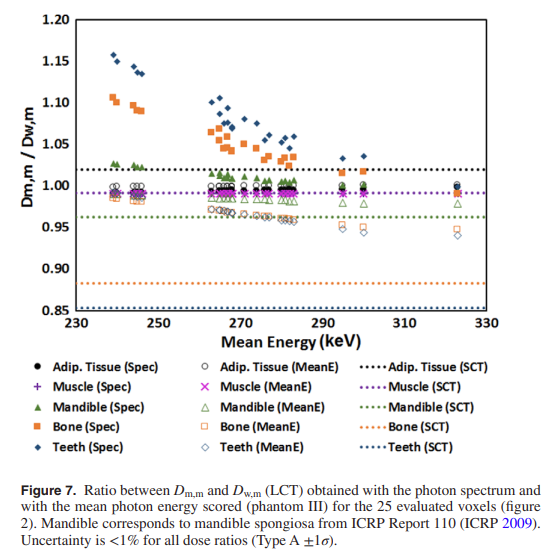 1.20
1.15
1.10
1.05
1.00
0.95
0.90
0.85
Dm,m / Dw,m
230 250 270 290 310 330
Mean Energy (keV)
Adip. Tissue (Spec) Adip. Tissue (MeanE) Adip. Tissue (SCT)
Muscle (Spec) Muscle (MeanE) Muscle (SCT)
Mandible (Spec) Mandible (MeanE) Mandible (SCT)
Bone (Spec) Bone (MeanE) Bone (SCT)
Teeth (Spec) Teeth (MeanE) Teeth (SCT)
Figure 7. Ratio between Dm,m and Dw,m (LCT) obtained with the photon spectrum and
with the mean photon energy scored (phantom III) for the 25 evaluated voxels (figure
2). Mandible corresponds to mandible spongiosa from ICRP Report 110 (ICRP 2009).
Uncertainty is <1% for all dose ratios (Type A ±1σ).